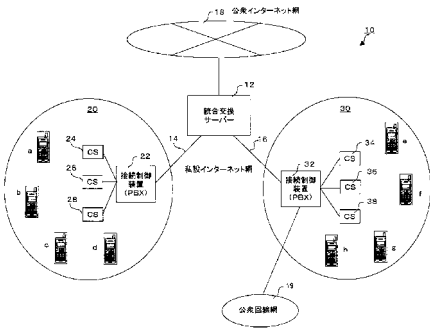 18
公衆インターネット網
10
12
統合交換
サーバー
20
30
14
16
24
CS
22
私設インターネット網
32
CS
34
a
e
26
CS
接続制御
装置
(PBX)
接続制御
装置
(PBX)
CS
36
b
f
28
CS
CS
38
c
d
h
g
19
公衆回線網